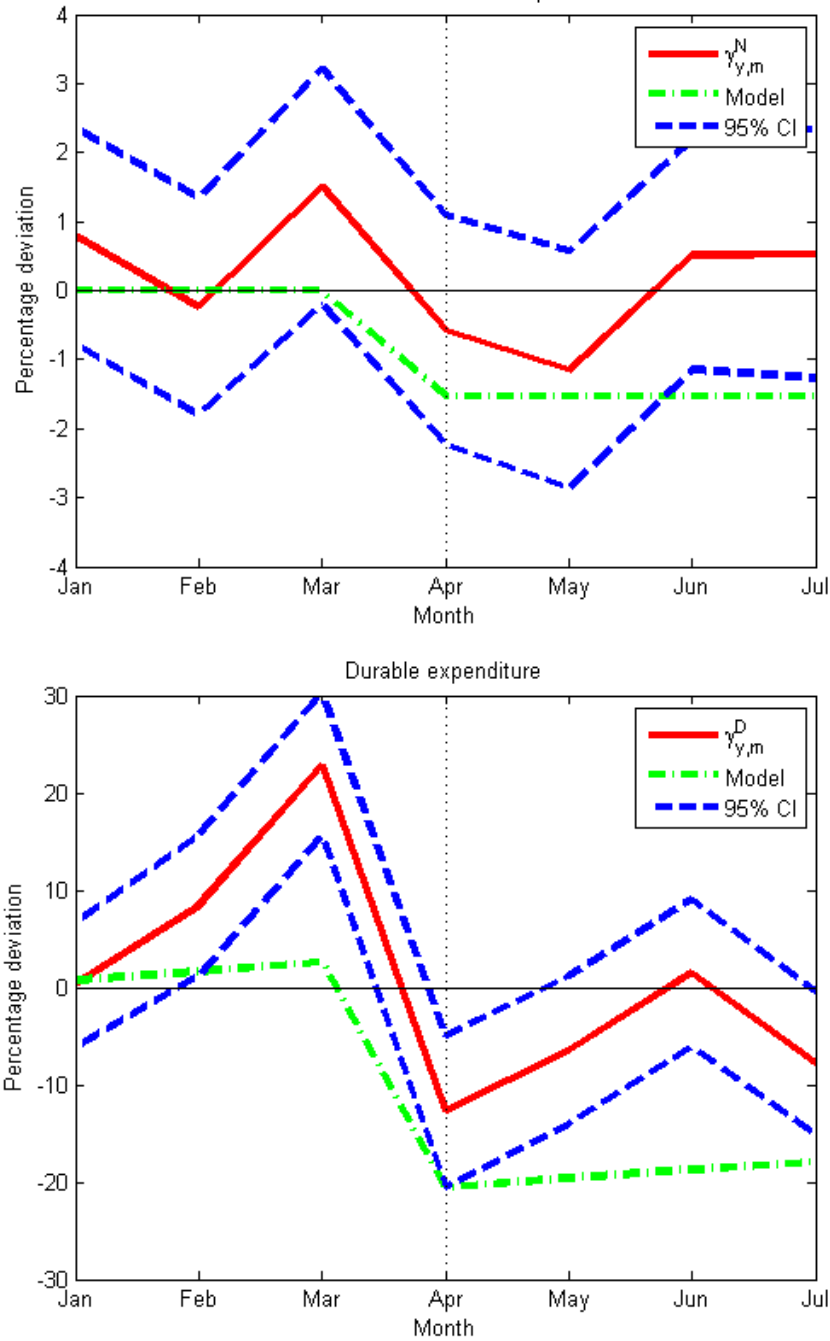 4
3
2
1
0
-1
-2
-3
-4
Percentage deviation
γᴺy,m
Model
95% CI
Jan Feb Mar Apr May Jun Jul
Month
Durable expenditure
30
20
10
0
-10
-20
-30
Percentage deviation
γᴰy,m
Model
95% CI
Jan Feb Mar Apr May Jun Jul
Month